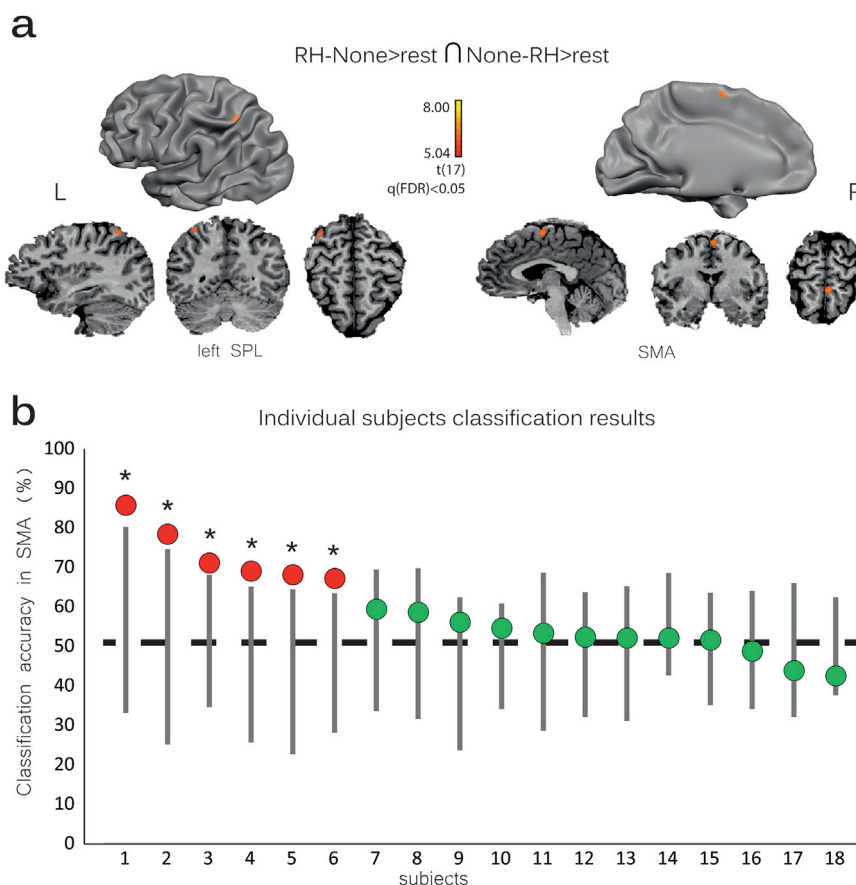 a
RH-None>rest ∩ None-RH>rest
8.00
5.04
t(17)
q(FDR)<0.05
L
left SPL
SMA
b
Individual subjects classification results
Classification accuracy in SMA (%)
100
90
80
70
60
50
40
30
20
10
0
* * * * * *
1 2 3 4 5 6 7 8 9 10 11 12 13 14 15 16 17 18
subjects